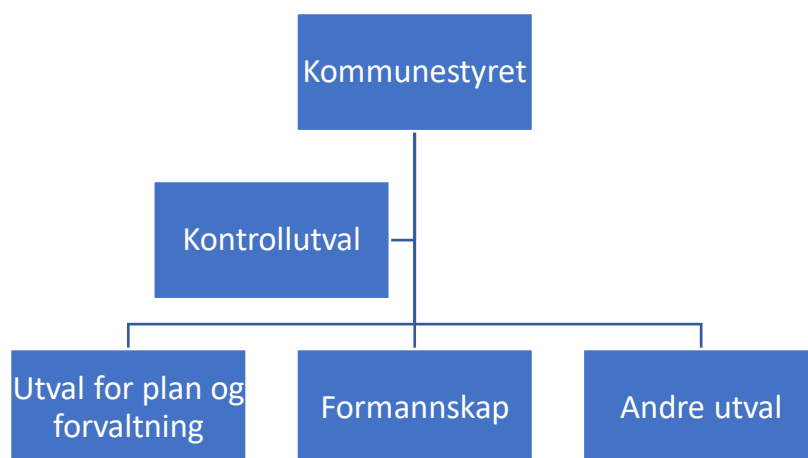 Kommunestyret
Kontrollutval
Utval for plan og
forvaltning
Formannskap
Andre utval